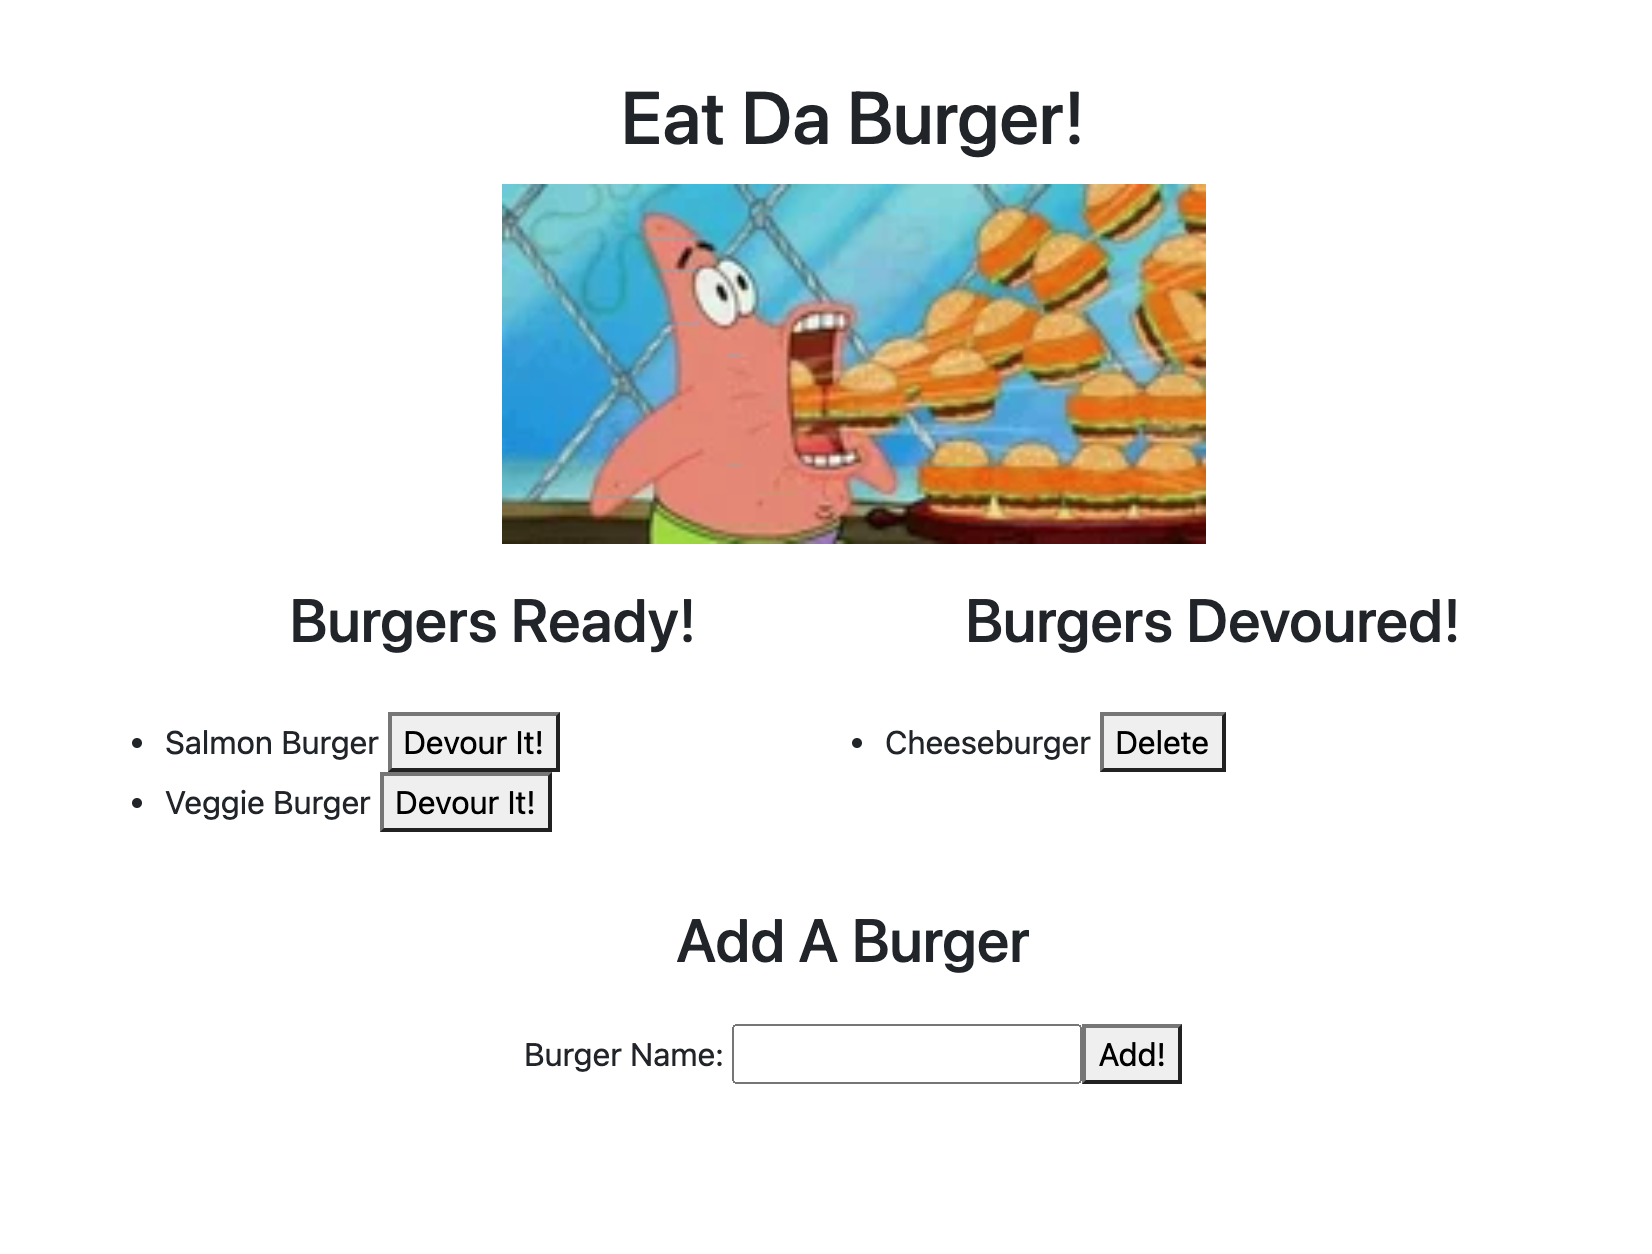 Eat Da Burger!
Burgers Ready!
Salmon Burger Devour It!
Veggie Burger Devour It!
Burgers Devoured!
Cheeseburger Delete
Add A Burger
Burger Name: Add!